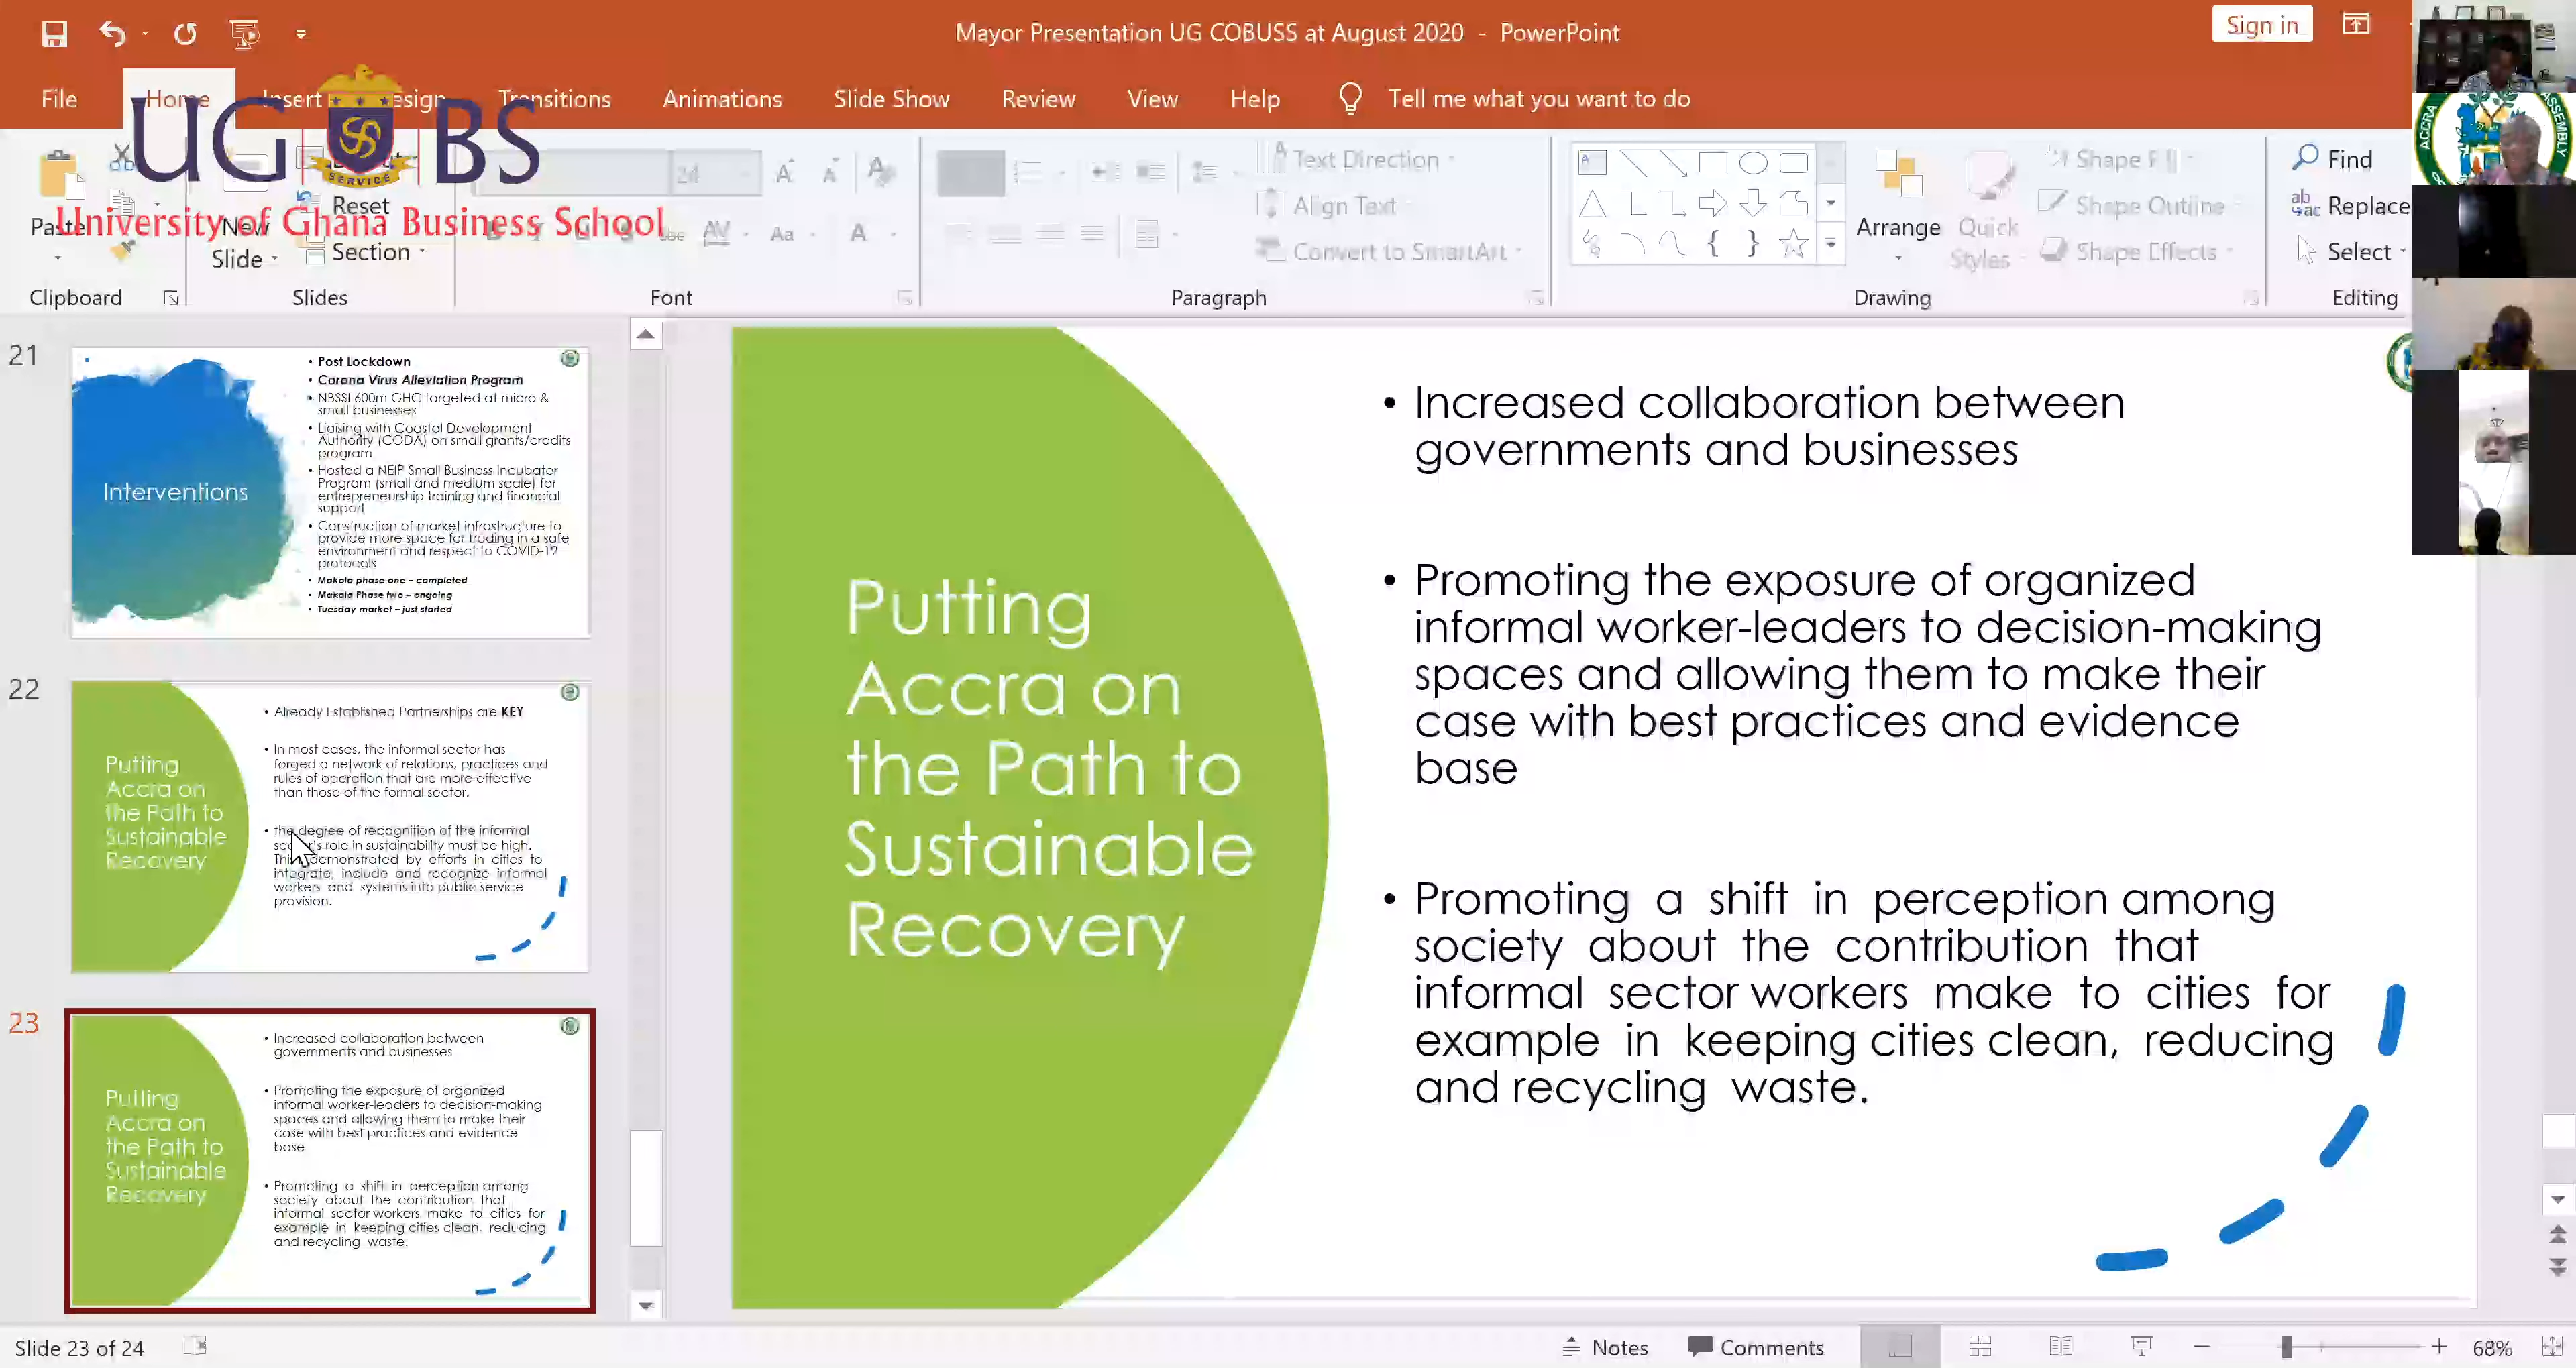 Mayor Presentation UG COBUSS at August 2020 - PowerPoint
Sign in
File
Home
Insert
esign
Transitions
Animations
Slide Show
Review
View
Help
Tell me what you want to do
UG BS
SERVICE
University of Ghana Business School
Paste
New
Slide
Reset
Section
24
Aa
A
Text Direction
Align Text
Convert to SmartArt
Arrange
Quick
Styles
Shape Fill
Shape Outline
Shape Effects
Find
Replace
Select
Clipboard
Slides
Font
Paragraph
Drawing
Editing
ACCRA
ASSEMBLY
21
Interventions
• Post Lockdown
• Corona Virus Alleviation Program
• NBSSI 600m GHC targeted at micro &
small businesses
• Liaising with Coastal Development
Authority (CODA) on small grants/credits
program
• Hosted a NEIP Small Business Incubator
Program (small and medium scale) for
entrepreneurship training and financial
support
• Construction of market infrastructure to
provide more space for trading in a safe
environment and respect to COVID-19
protocols
• Makola phase one – completed
• Makola Phase two – ongoing
• Tuesday market – just started
22
Putting
Accra on
the Path to
Sustainable
Recovery
• Already Established Partnerships are KEY
• In most cases, the informal sector has
forged a network of relations, practices and
rules of operation that are more effective
than those of the formal sector.
• the degree of recognition of the informal
role in sustainability must be high.
demonstrated by efforts in cities to
integrate, include and recognize informal
workers and systems into public service
provision.
23
Putting
Accra on
the Path to
Sustainable
Recovery
• Increased collaboration between
governments and businesses
• Promoting the exposure of organized
informal worker-leaders to decision-making
spaces and allowing them to make their
case with best practices and evidence
base
• Promoting a shift in perception among
society about the contribution that
informal sector workers make to cities for
example in keeping cities clean, reducing
and recycling waste.
Putting
Accra on
the Path to
Sustainable
Recovery
• Increased collaboration between
governments and businesses
• Promoting the exposure of organized
informal worker-leaders to decision-making
spaces and allowing them to make their
case with best practices and evidence
base
• Promoting a shift in perception among
society about the contribution that
informal sector workers make to cities for
example in keeping cities clean, reducing
and recycling waste.
Slide 23 of 24
Notes
Comments
68%